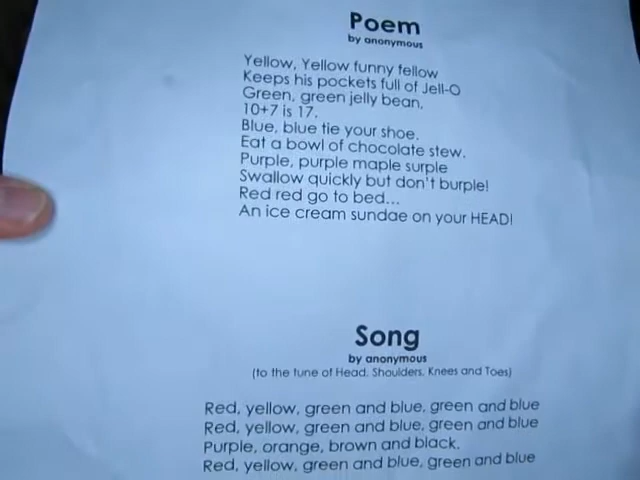 Poem
by anonymous
Yellow, Yellow funny fellow
Keeps his pockets full of Jell-O
Green, green jelly bean,
10+7 is 17.
Blue, blue tie your shoe.
Eat a bowl of chocolate stew.
Purple, purple maple surple
Swallow quickly but don't burple!
Red red go to bed...
An ice cream sundae on your HEAD!
Song
by anonymous
(to the tune of Head, Shoulders, Knees and Toes)
Red, yellow, green and blue, green and blue
Red, yellow, green and blue, green and blue
Purple, orange, brown and black.
Red, yellow, green and blue, green and blue